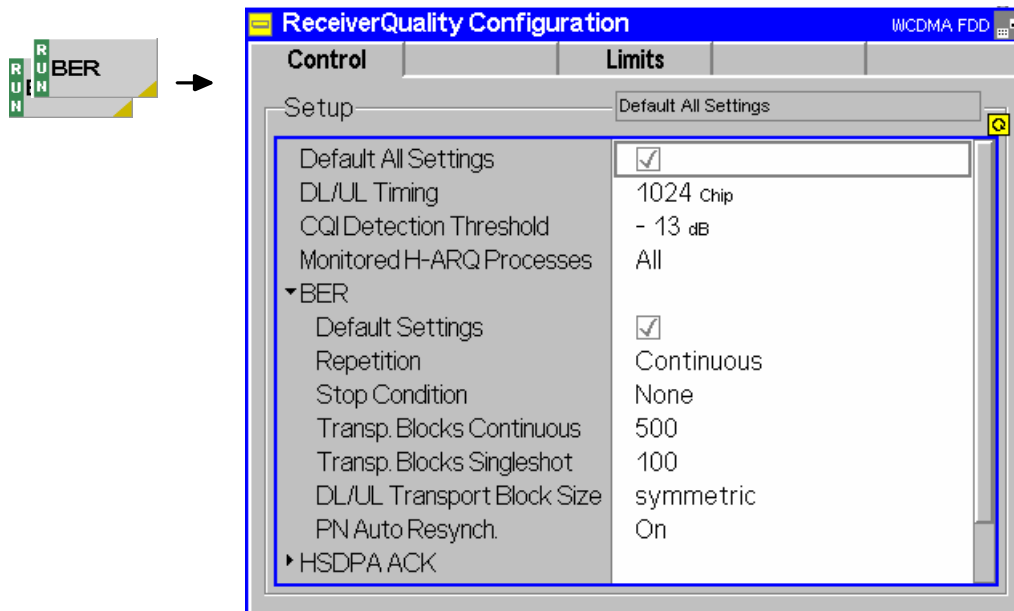 RUN
RUN
BER
ReceiverQuality Configuration
WCDMA FDD
Control
Limits
Setup
Default All Settings
Default All Settings
DL/UL Timing 1024 Chip
CQI Detection Threshold - 13 dB
Monitored H-ARQ Processes All
BER
Default Settings
Repetition Continuous
Stop Condition None
Transp. Blocks Continuous 500
Transp. Blocks Singleshot 100
DL/UL Transport Block Size symmetric
PN Auto Resynch. On
HSDPA ACK